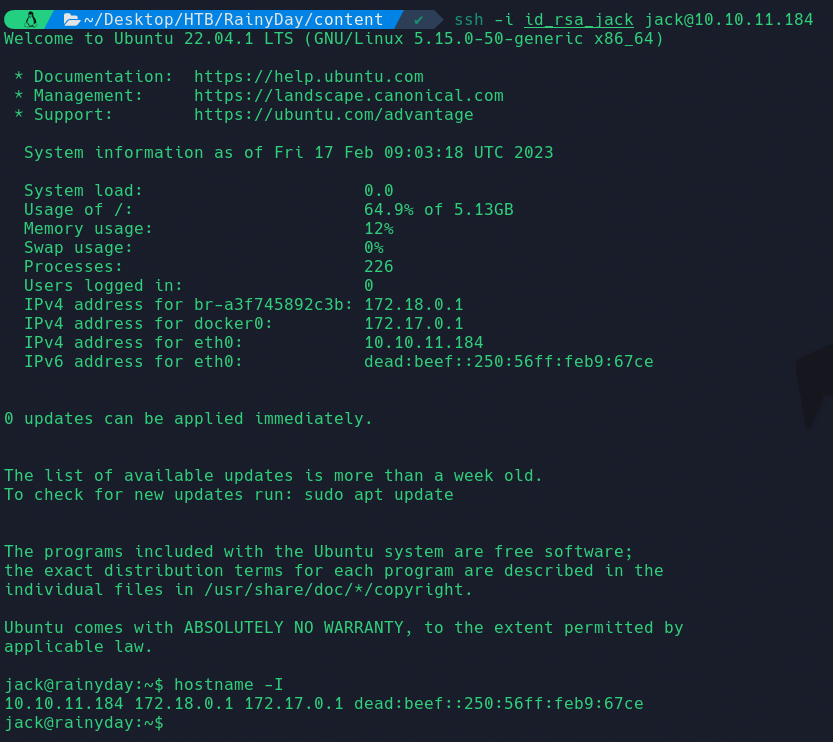 ~/Desktop/HTB/RainyDay/content ✔ ssh -i id_rsa_jack jack@10.10.11.184
Welcome to Ubuntu 22.04.1 LTS (GNU/Linux 5.15.0-50-generic x86_64)
* Documentation: https://help.ubuntu.com
* Management: https://landscape.canonical.com
* Support: https://ubuntu.com/advantage
System information as of Fri 17 Feb 09:03:18 UTC 2023
System load: 0.0
Usage of /: 64.9% of 5.13GB
Memory usage: 12%
Swap usage: 0%
Processes: 226
Users logged in: 0
IPv4 address for br-a3f745892c3b: 172.18.0.1
IPv4 address for docker0: 172.17.0.1
IPv4 address for eth0: 10.10.11.184
IPv6 address for eth0: dead:beef::250:56ff:feb9:67ce
0 updates can be applied immediately.
The list of available updates is more than a week old.
To check for new updates run: sudo apt update
The programs included with the Ubuntu system are free software;
the exact distribution terms for each program are described in the
individual files in /usr/share/doc/*/copyright.
Ubuntu comes with ABSOLUTELY NO WARRANTY, to the extent permitted by
applicable law.
jack@rainyday:~$ hostname -I
10.10.11.184 172.18.0.1 172.17.0.1 dead:beef::250:56ff:feb9:67ce
jack@rainyday:~$